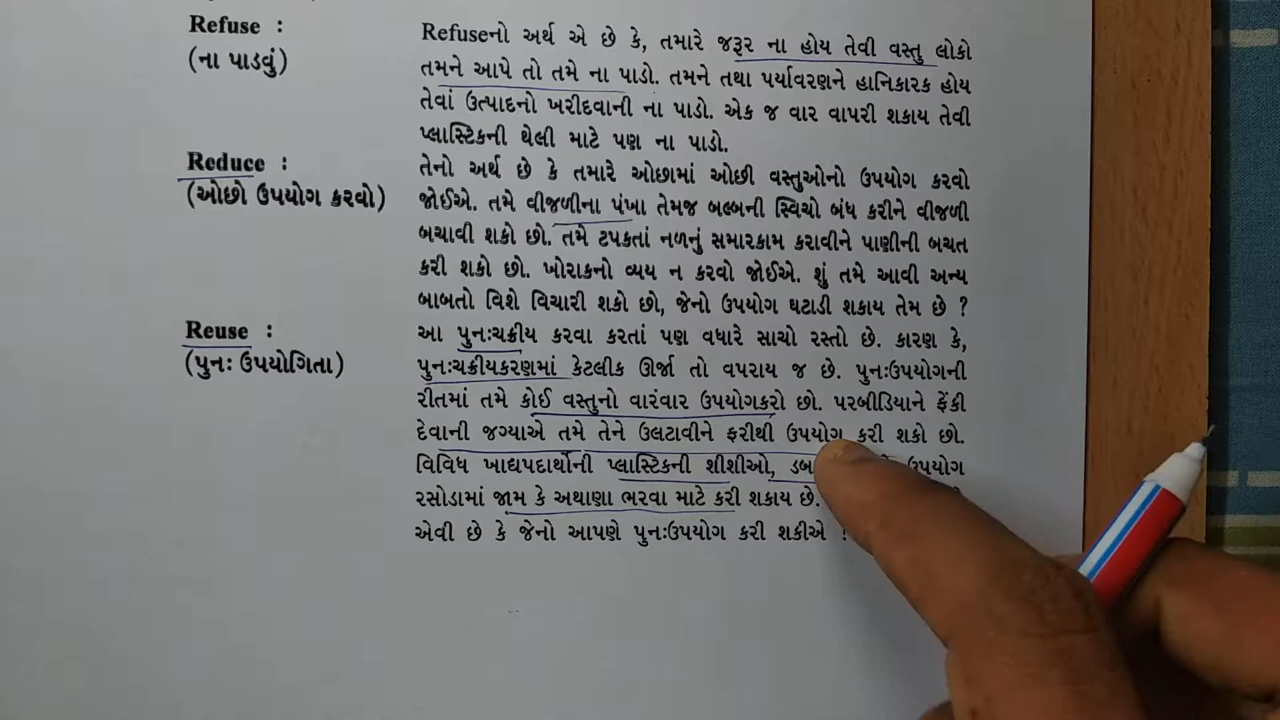 Refuse :
(ના પાડવું)
Refuseનો અર્થ એ છે કે, તમારે જરૂર ના હોય તેવી વસ્તુ લોકો
તમને આપે તો તમે ના પાડો. તમને તથા પર્યાવરણને હાનિકારક હોય
તેવાં ઉત્પાદનો ખરીદવાની ના પાડો. એક જ વાર વાપરી શકાય તેવી
પ્લાસ્ટિકની થેલી માટે પણ ના પાડો.
Reduce :
(ઓછો ઉપયોગ કરવો)
તેનો અર્થ છે કે તમારે ઓછામાં ઓછી વસ્તુઓનો ઉપયોગ કરવો
જોઈએ. તમે વીજળીના પંખા તેમજ બલ્બની સ્વિચો બંધ કરીને વીજળી
બચાવી શકો છો. તમે ટપકતાં નળનું સમારકામ કરાવીને પાણીની બચત
કરી શકો છો. ખોરાકનો વ્યય ન કરવો જોઈએ. શું તમે આવી અન્ય
બાબતો વિશે વિચારી શકો છો, જેનો ઉપયોગ ઘટાડી શકાય તેમ છે ?
Reuse :
(પુનઃ ઉપયોગિતા)
આ પુનઃચક્રીય કરવા કરતાં પણ વધારે સાચો રસ્તો છે. કારણ કે,
પુનઃચક્રીયકરણમાં કેટલીક ઊર્જા તો વપરાય જ છે. પુનઃઉપયોગની
રીતમાં તમે કોઈ વસ્તુનો વારંવાર ઉપયોગકરો છો. પરબીડિયાને ફેંકી
દેવાની જગ્યાએ તમે તેને ઉલટાવીને ફરીથી ઉપયોગ કરી શકો છો.
વિવિધ ખાદ્યપદાર્થોની પ્લાસ્ટિકની શીશીઓ, ઉપયોગ
રસોડામાં જામ કે અથાણા ભરવા માટે કરી શકાય છે.
એવી છે કે જેનો આપણે પુનઃઉપયોગ કરી શકીએ ?